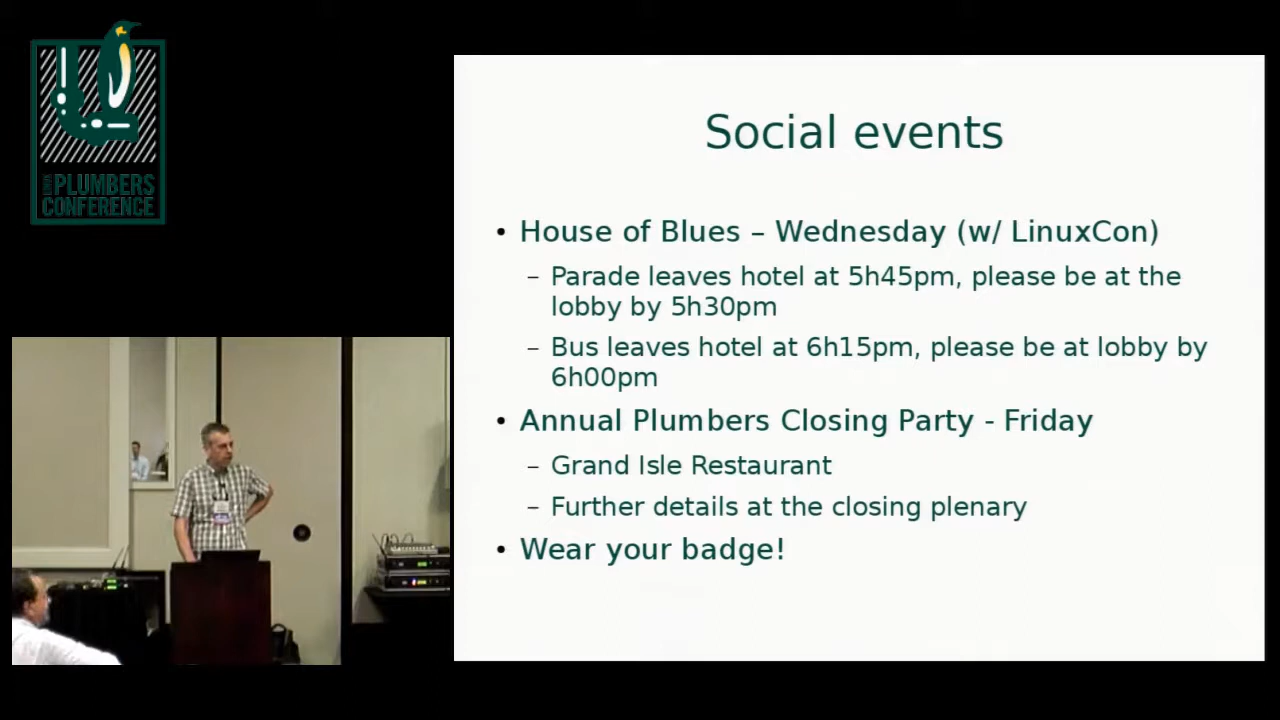 LINUX
PLUMBERS
CONFERENCE
Social events
• House of Blues – Wednesday (w/ LinuxCon)
– Parade leaves hotel at 5h45pm, please be at the
lobby by 5h30pm
– Bus leaves hotel at 6h15pm, please be at lobby by
6h00pm
• Annual Plumbers Closing Party - Friday
– Grand Isle Restaurant
– Further details at the closing plenary
• Wear your badge!